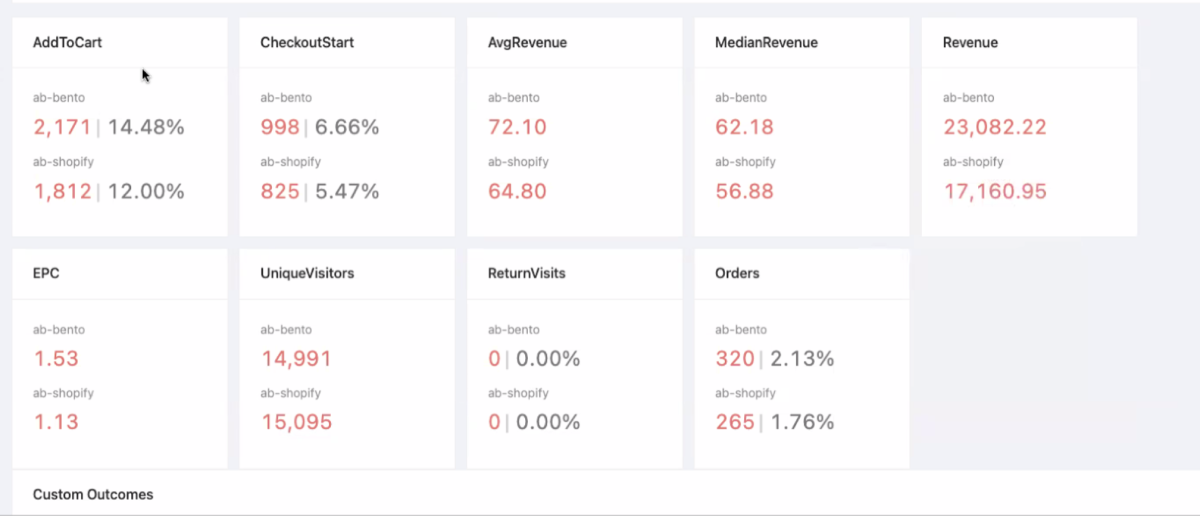 AddToCart
ab-bento
2,171 | 14.48%
ab-shopify
1,812 | 12.00%
CheckoutStart
ab-bento
998 | 6.66%
ab-shopify
825 | 5.47%
AvgRevenue
ab-bento
72.10
ab-shopify
64.80
MedianRevenue
ab-bento
62.18
ab-shopify
56.88
Revenue
ab-bento
23,082.22
ab-shopify
17,160.95
EPC
ab-bento
1.53
ab-shopify
1.13
UniqueVisitors
ab-bento
14,991
ab-shopify
15,095
ReturnVisits
ab-bento
0 | 0.00%
ab-shopify
0 | 0.00%
Orders
ab-bento
320 | 2.13%
ab-shopify
265 | 1.76%
Custom Outcomes